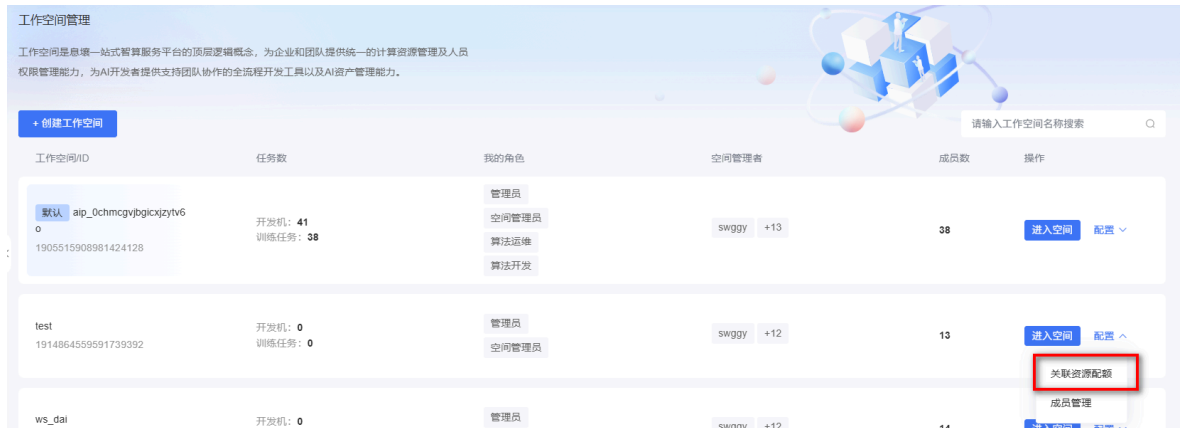 工作空间管理
工作空间是息壤一站式智算服务平台的顶层逻辑概念，为企业和团队提供统一的计算资源管理及人员
权限管理能力，为AI开发者提供支持团队协作的全流程开发工具以及AI资产管理能力。
+ 创建工作空间
请输入工作空间名称搜索
工作空间/ID 任务数 我的角色 空间管理者 成员数 操作
默认 aip_0chmcgvjbgicxjzytv6
o
1905515908981424128
开发机：41
训练任务：38
管理员
空间管理员
算法运维
算法开发
swggy +13
38
进入空间 配置
test
1914864559591739392
开发机：0
训练任务：0
管理员
空间管理员
swggy +12
13
进入空间 配置
关联资源配额
成员管理
ws_dai
开发机：0
管理员
swggy +12
14
进入空间 配置